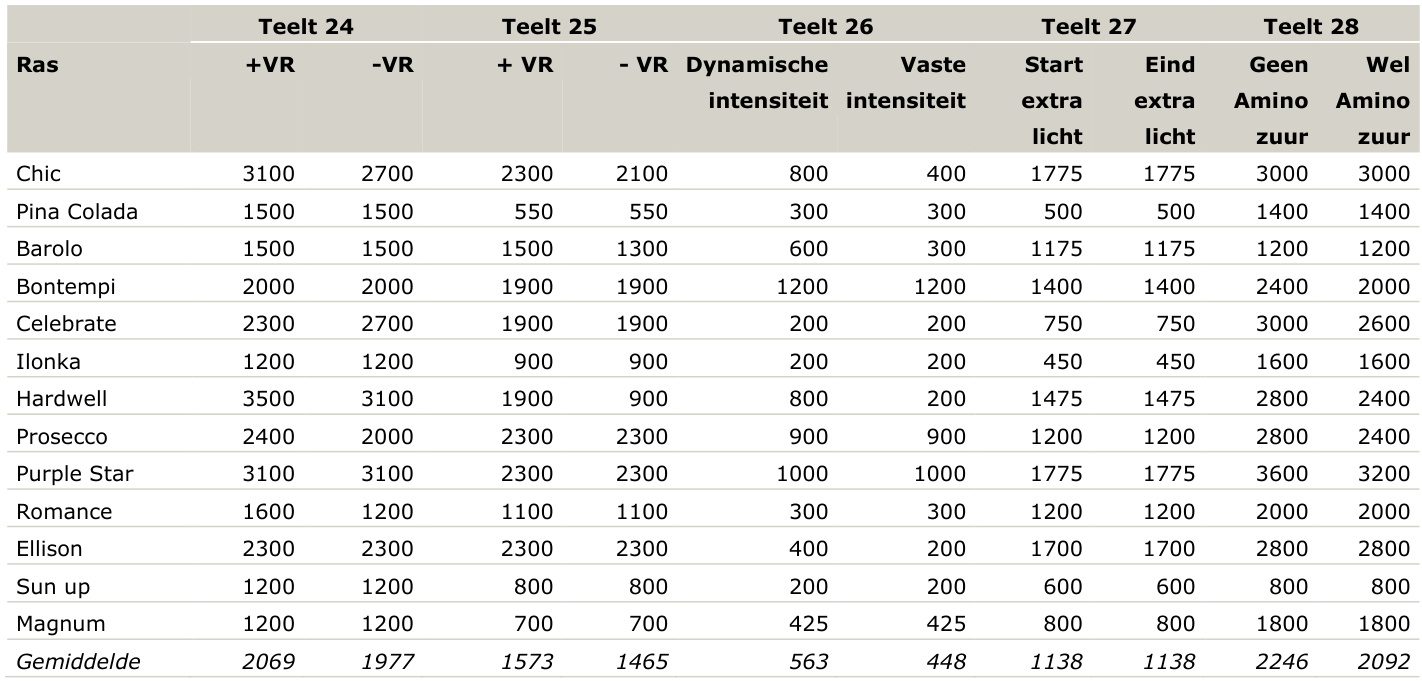 Teelt 24 Teelt 25 Teelt 26 Teelt 27 Teelt 28
Ras +VR -VR + VR - VR Dynamische Vaste Start Eind Geen Wel
intensiteit intensiteit extra extra Amino Amino
licht licht zuur zuur
Chic 3100 2700 2300 2100 800 400 1775 1775 3000 3000
Pina Colada 1500 1500 550 550 300 300 500 500 1400 1400
Barolo 1500 1500 1500 1300 600 300 1175 1175 1200 1200
Bontempi 2000 2000 1900 1900 1200 1200 1400 1400 2400 2000
Celebrate 2300 2700 1900 1900 200 200 750 750 3000 2600
Ilonka 1200 1200 900 900 200 200 450 450 1600 1600
Hardwell 3500 3100 1900 900 800 200 1475 1475 2800 2400
Prosecco 2400 2000 2300 2300 900 900 1200 1200 2800 2400
Purple Star 3100 3100 2300 2300 1000 1000 1775 1775 3600 3200
Romance 1600 1200 1100 1100 300 300 1200 1200 2000 2000
Ellison 2300 2300 2300 2300 400 200 1700 1700 2800 2800
Sun up 1200 1200 800 800 200 200 600 600 800 800
Magnum 1200 1200 700 700 425 425 800 800 1800 1800
Gemiddelde 2069 1977 1573 1465 563 448 1138 1138 2246 2092